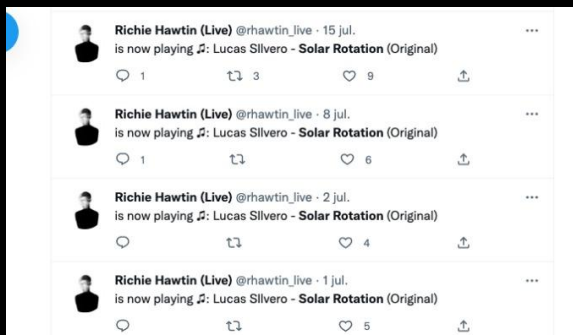 Richie Hawtin (Live) @rhawtin_live · 15 jul.
is now playing ♫: Lucas SIlvero - Solar Rotation (Original)
1 3 9
Richie Hawtin (Live) @rhawtin_live · 8 jul.
is now playing ♫: Lucas SIlvero - Solar Rotation (Original)
1 6
Richie Hawtin (Live) @rhawtin_live · 2 jul.
is now playing ♫: Lucas SIlvero - Solar Rotation (Original)
4
Richie Hawtin (Live) @rhawtin_live · 1 jul.
is now playing ♫: Lucas SIlvero - Solar Rotation (Original)
5